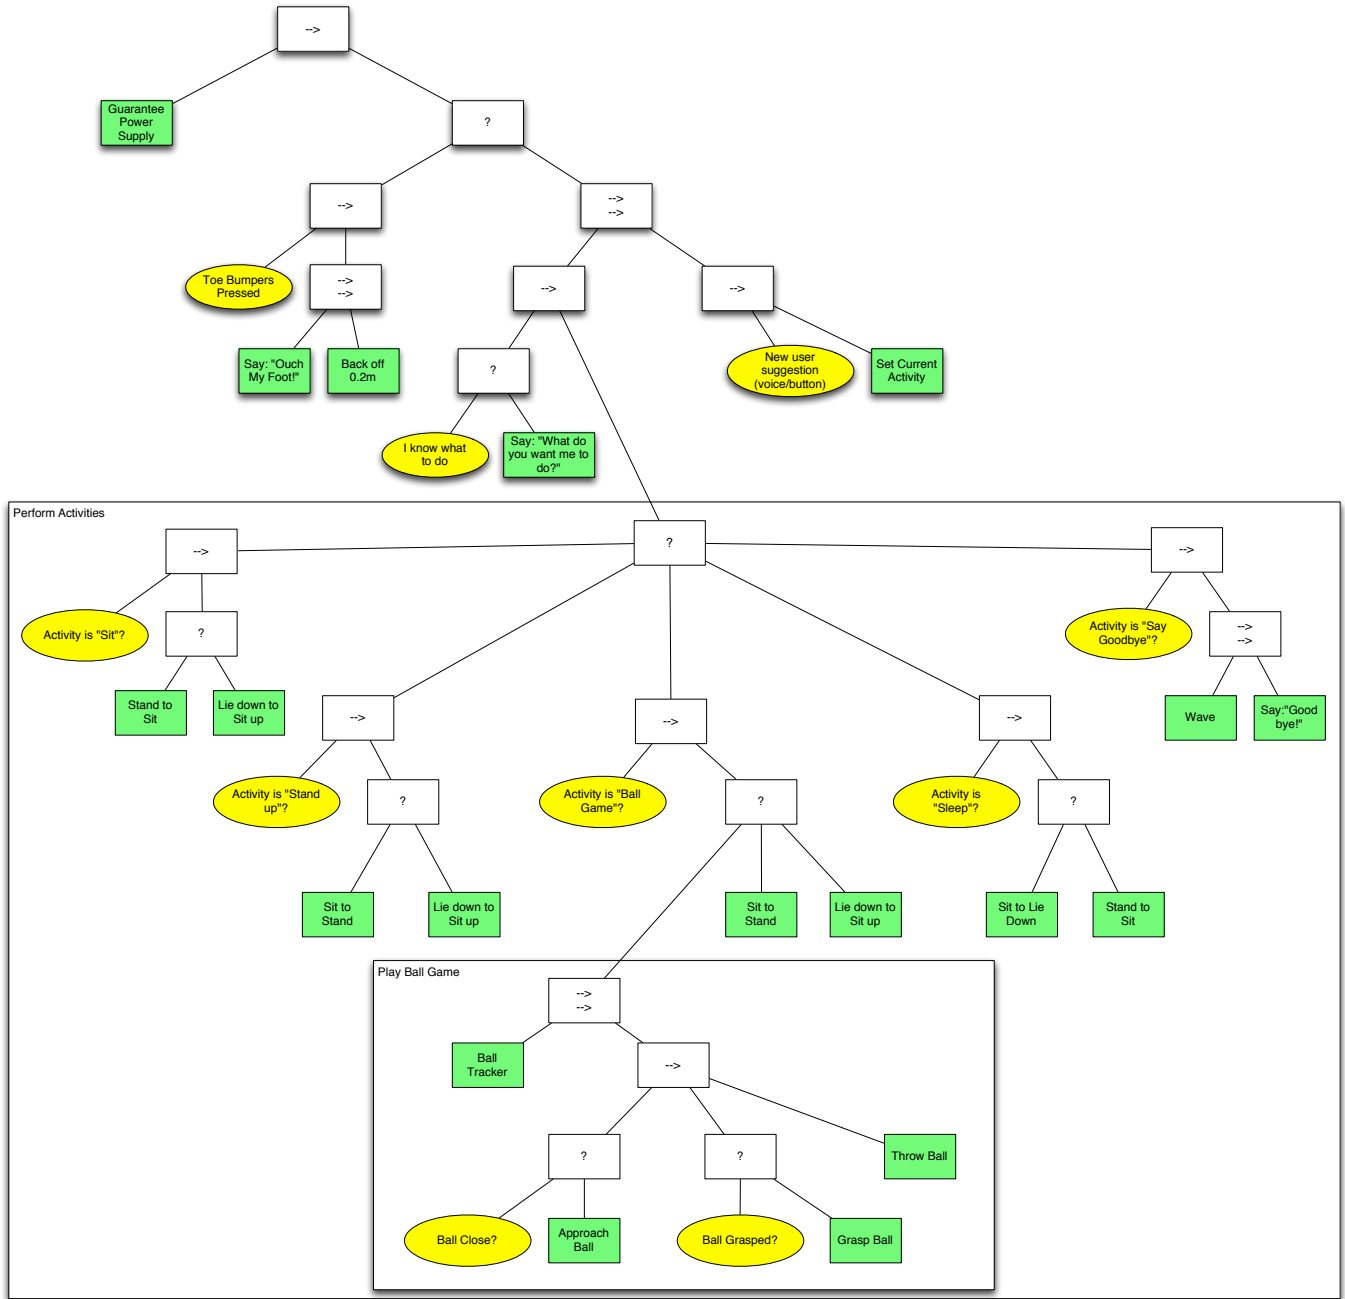 -->
Guarantee
Power
Supply
?
-->
-->
-->
Toe Bumpers
Pressed
-->
-->
-->
-->
Say: "Ouch
My Foot!"
Back off
0.2m
?
New user
suggestion
(voice/button)
Set Current
Activity
I know what
to do
Say: "What do
you want me to
do?"
Perform Activities
-->
?
-->
Activity is "Sit"?
?
Activity is "Say
Goodbye"?
-->
-->
Stand to
Sit
Lie down to
Sit up
Wave
Say:"Good
bye!"
-->
-->
-->
Activity is "Stand
up"?
?
Activity is "Ball
Game"?
?
Activity is
"Sleep"?
?
Sit to
Stand
Lie down to
Sit up
Sit to
Stand
Lie down to
Sit up
Sit to Lie
Down
Stand to
Sit
Play Ball Game
-->
-->
Ball
Tracker
-->
?
?
Throw Ball
Ball Close?
Approach
Ball
Ball Grasped?
Grasp Ball